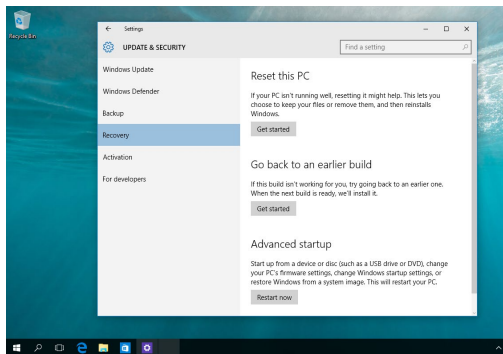 Recycle Bin
Settings
UPDATE & SECURITY
Find a setting
Windows Update
Windows Defender
Backup
Recovery
Activation
For developers
Reset this PC
If your PC isn't running well, resetting it might help. This lets you
choose to keep your files or remove them, and then reinstalls
Windows.
Get started
Go back to an earlier build
If this build isn't working for you, try going back to an earlier one.
When the next build is ready, we'll install it.
Get started
Advanced startup
Start up from a device or disc (such as a USB drive or DVD), change
your PC's firmware settings, change Windows startup settings, or
restore Windows from a system image. This will restart your PC.
Restart now